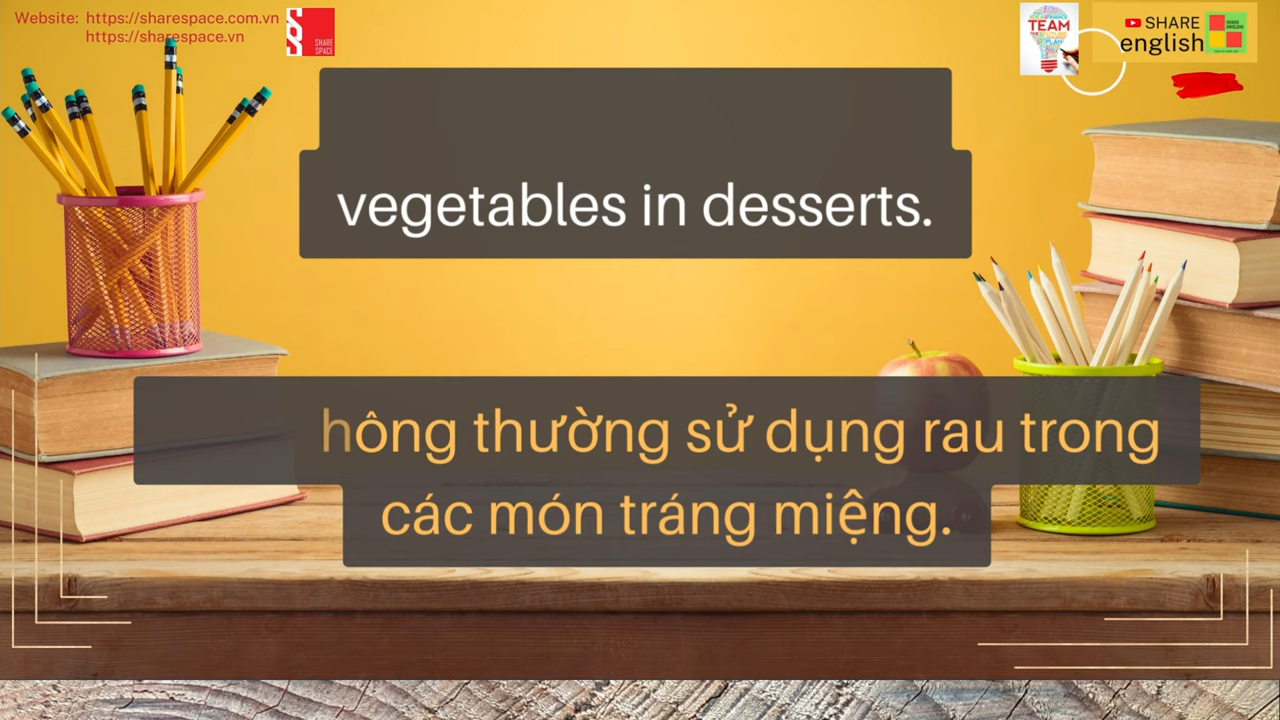 Website: https://sharespace.com.vn
https://sharespace.vn
SHARE
SPACE
TEAM
PLAN
SHARE
english
vegetables in desserts.
hông thường sử dụng rau trong
các món tráng miệng.